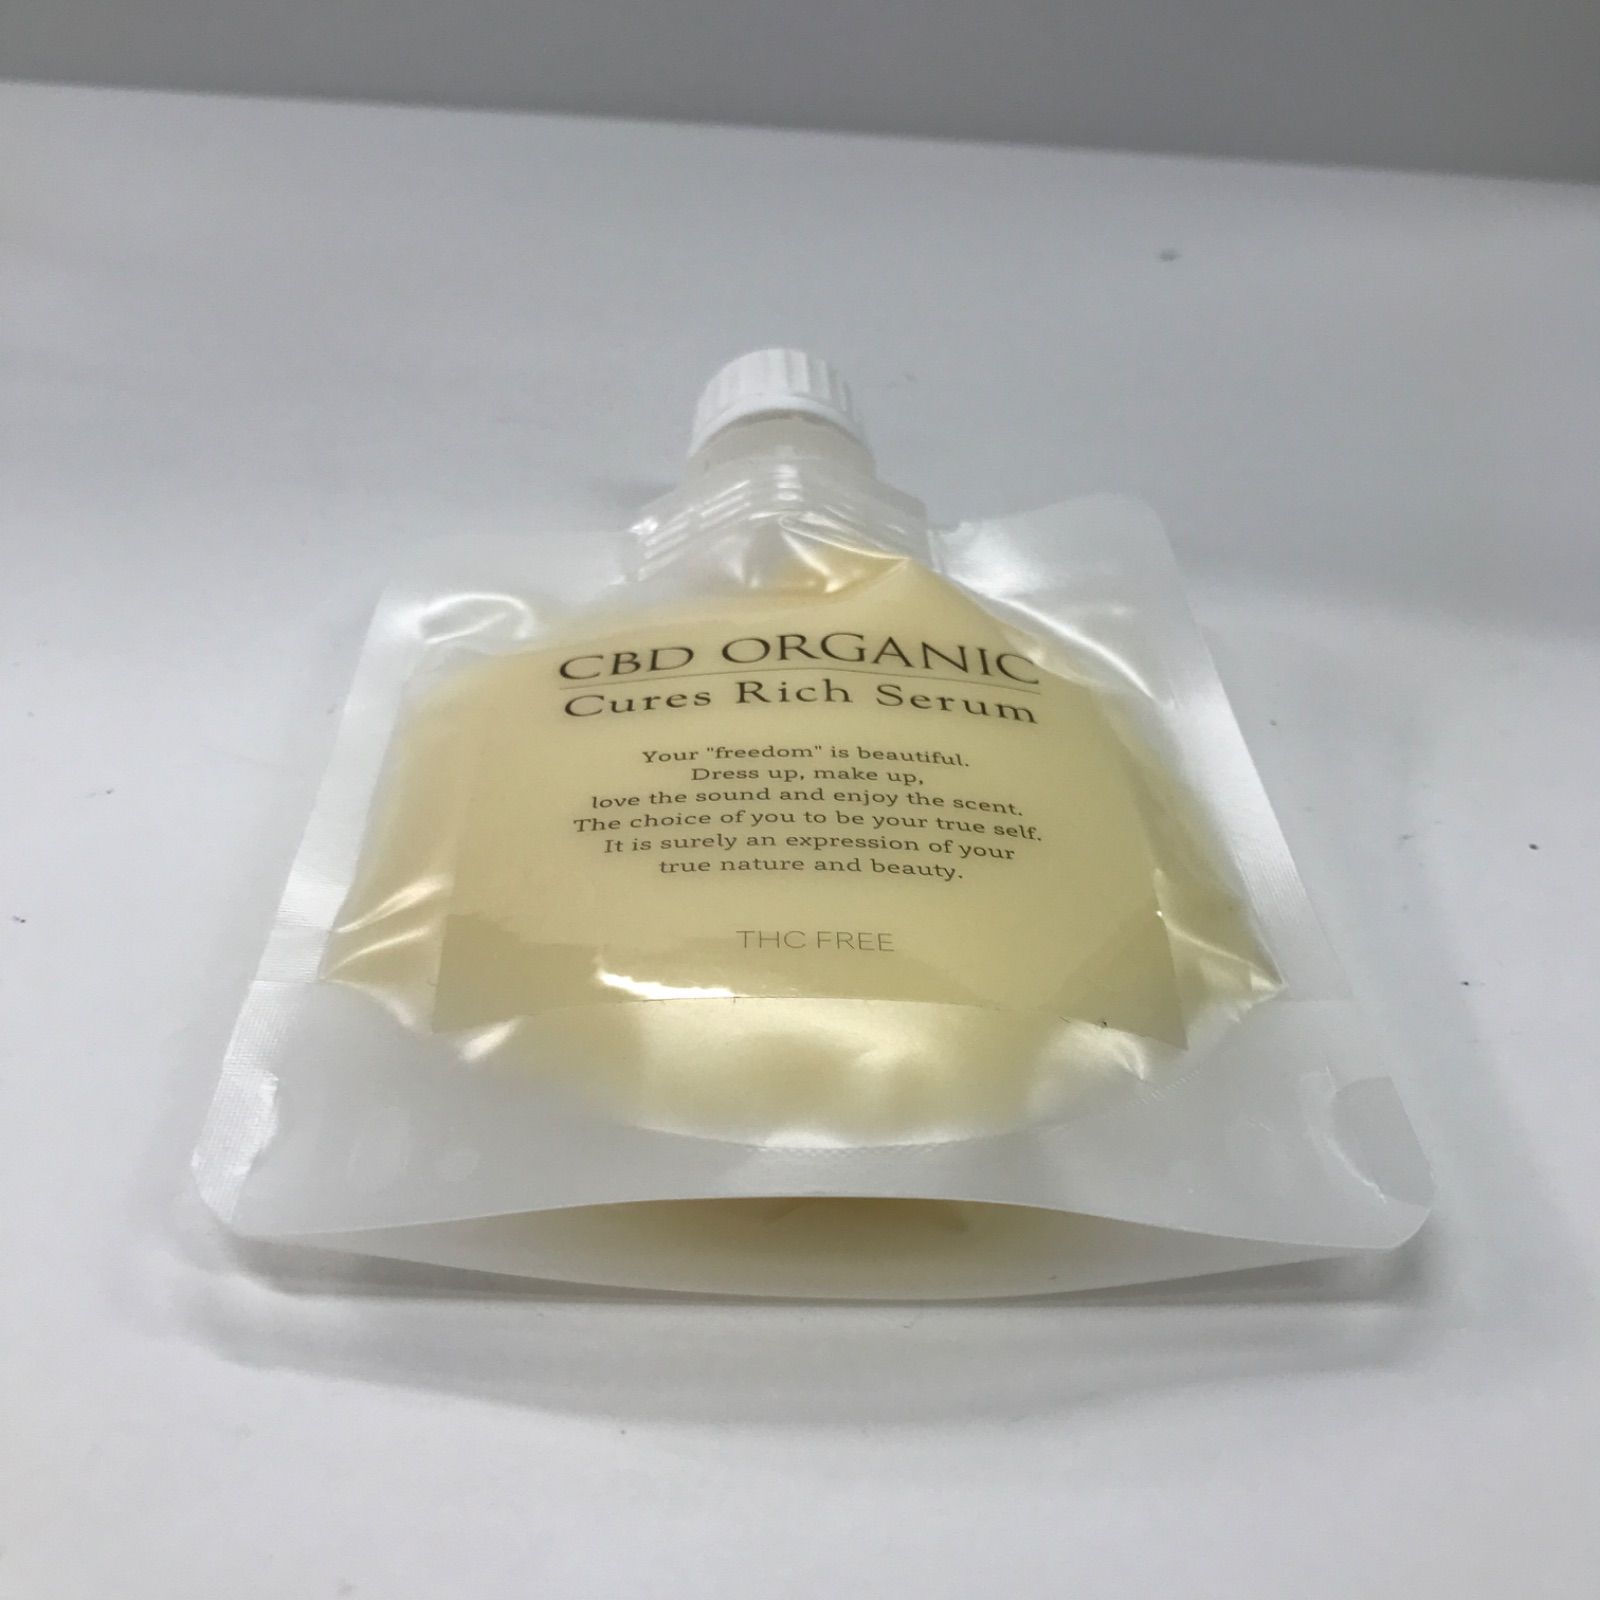 CBD ORGANIC
Cures Rich Serum
Your "freedom" is beautiful.
Dress up, make up,
love the sound and enjoy the scent.
The choice of you to be your true self.
It is surely an expression of your
true nature and beauty.
THC FREE